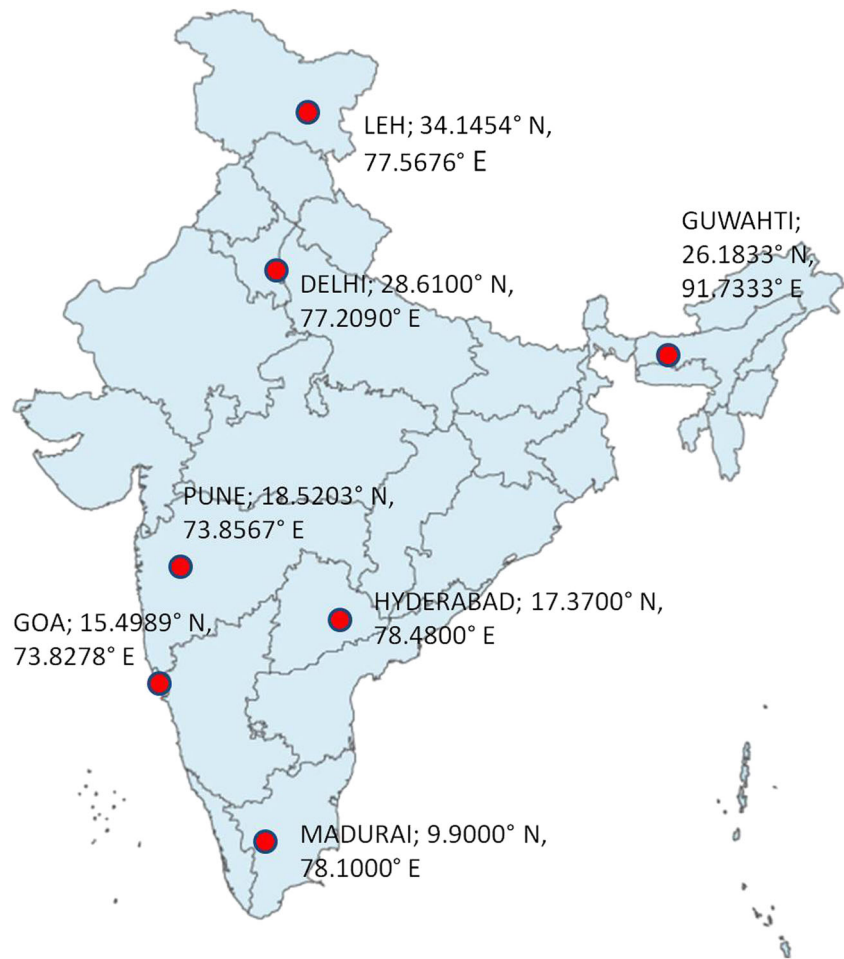 LEH; 34.1454° N,
77.5676° E
GUWAHTI;
26.1833° N,
91.7333° E
DELHI; 28.6100° N,
77.2090° E
PUNE; 18.5203° N,
73.8567° E
HYDERABAD; 17.3700° N,
78.4800° E
GOA; 15.4989° N,
73.8278° E
MADURAI; 9.9000° N,
78.1000° E